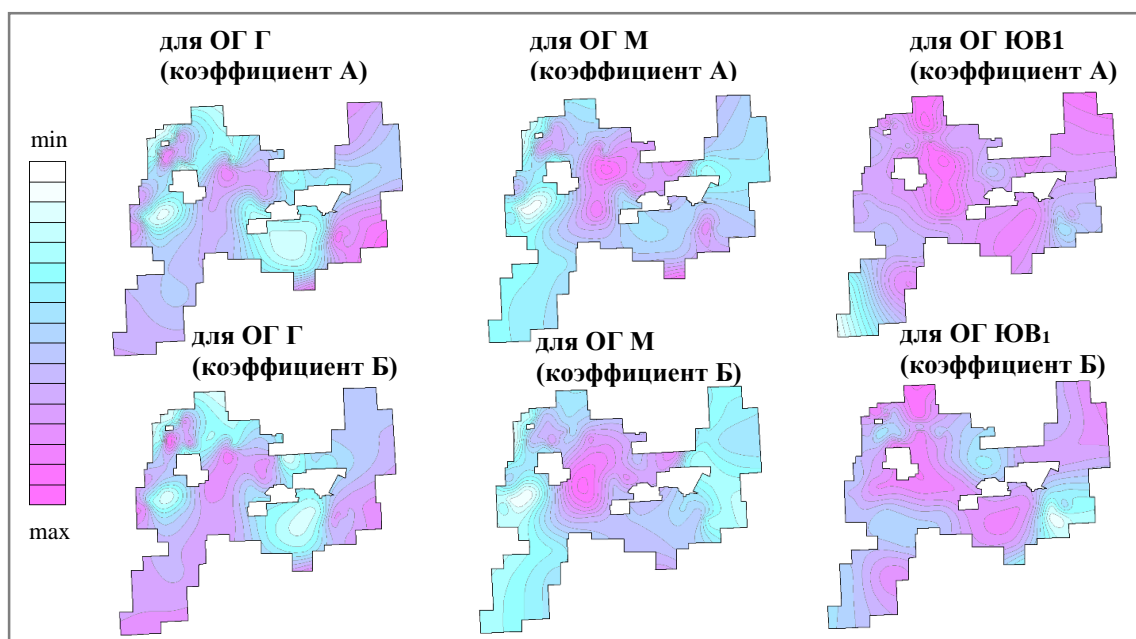 для ОГ Г
(коэффициент А)
для ОГ М
(коэффициент А)
для ОГ ЮВ1
(коэффициент А)
min
max
для ОГ Г
(коэффициент Б)
для ОГ М
(коэффициент Б)
для ОГ ЮВ₁
(коэффициент Б)